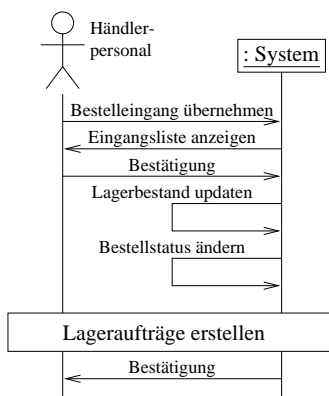 Händler-
personal
: System
Bestelleingang übernehmen
Eingangsliste anzeigen
Bestätigung
Lagerbestand updaten
Bestellstatus ändern
Lageraufträge erstellen
Bestätigung